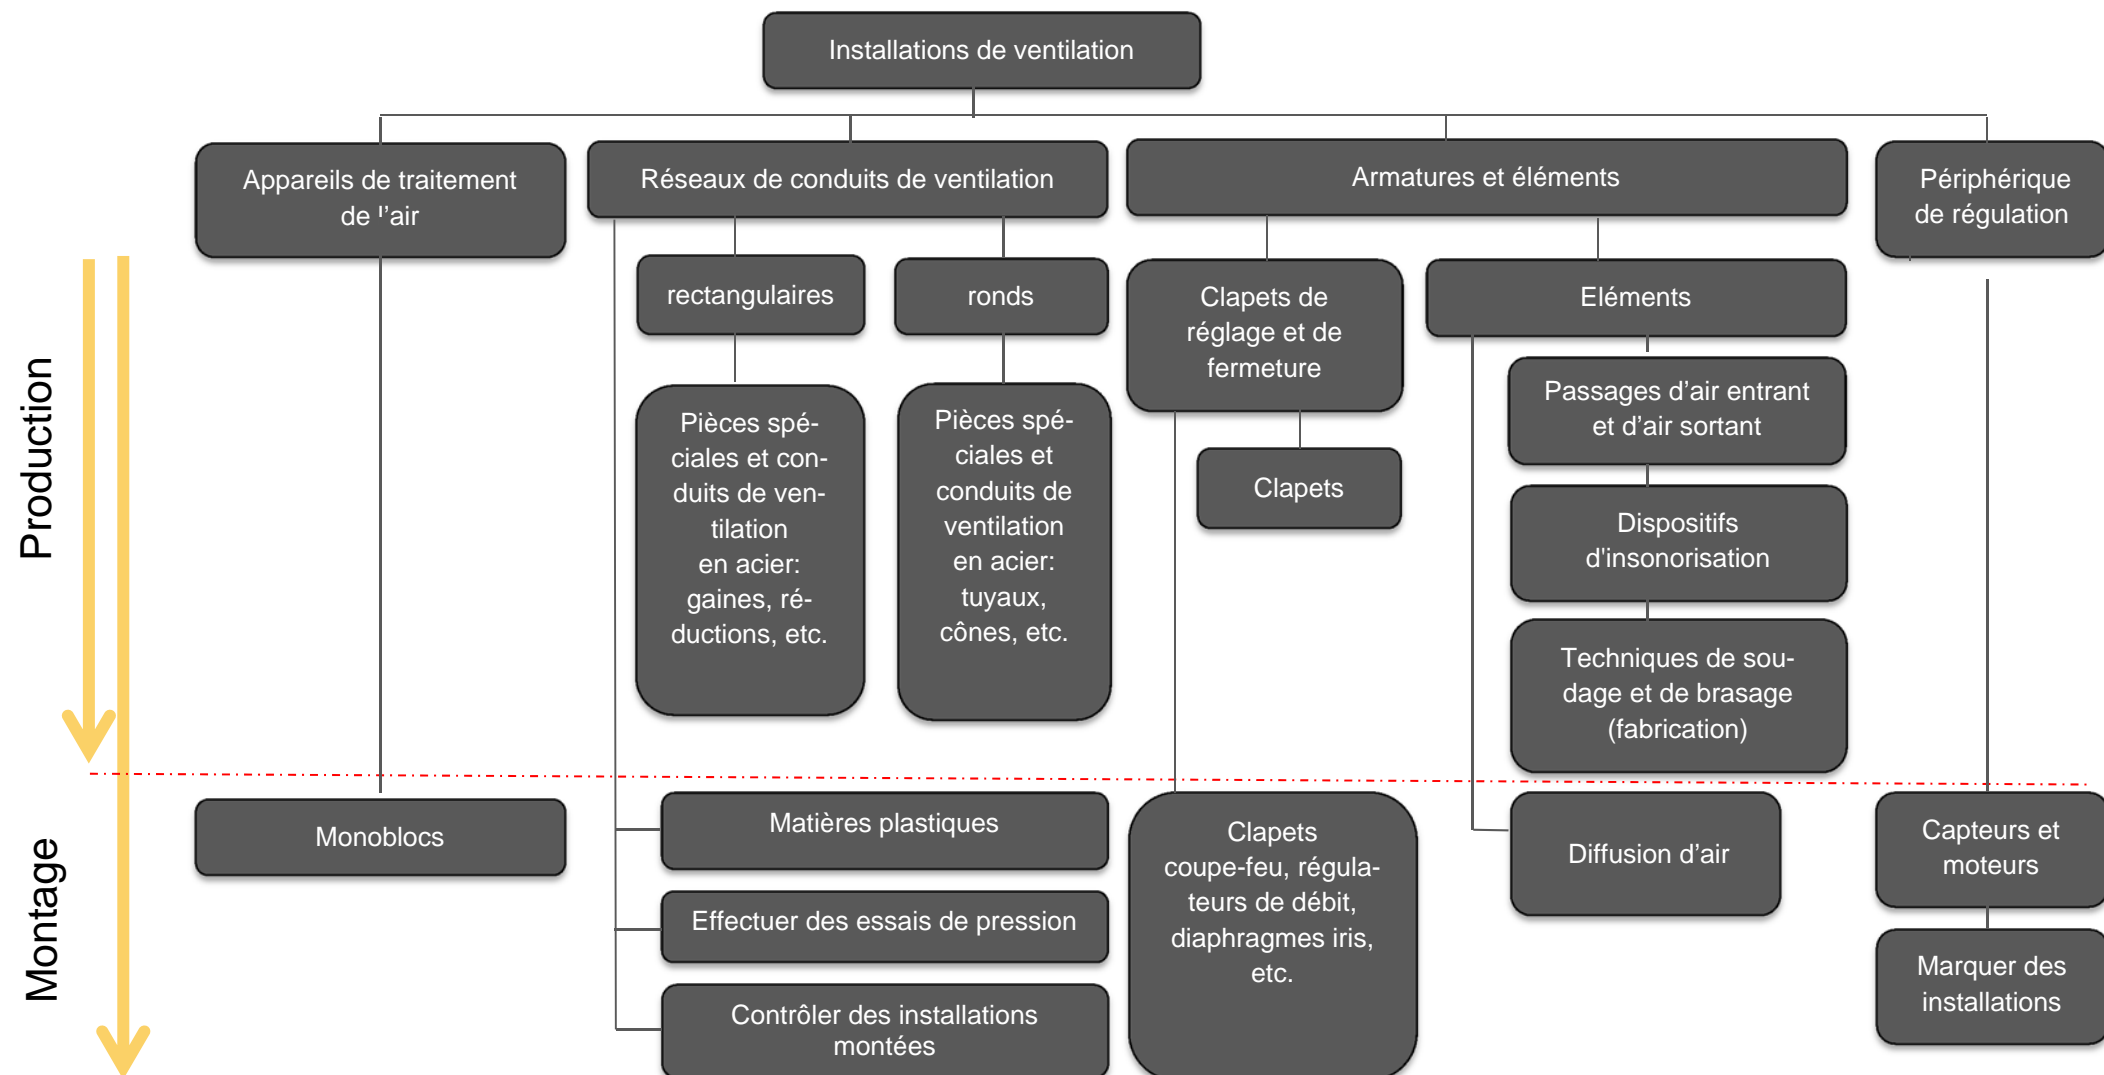 Installations de ventilation
Appareils de traitement
de l'air
Réseaux de conduits de ventilation
Armatures et éléments
Périphérique
de régulation
rectangulaires
ronds
Clapets de
réglage et de
fermeture
Eléments
Pièces spé-
ciales et con-
duits de ven-
tilation
en acier:
gaines, ré-
ductions, etc.
Pièces spé-
ciales et
conduits de
ventilation
en acier:
tuyaux,
cônes, etc.
Clapets
Passages d’air entrant
et d’air sortant
Dispositifs
d'insonorisation
Techniques de sou-
dage et de brasage
(fabrication)
Production
Montage
Monoblocs
Matières plastiques
Effectuer des essais de pression
Contrôler des installations
montées
Clapets
coupe-feu, régula-
teurs de débit,
diaphragmes iris,
etc.
Diffusion d’air
Capteurs et
moteurs
Marquer des
installations